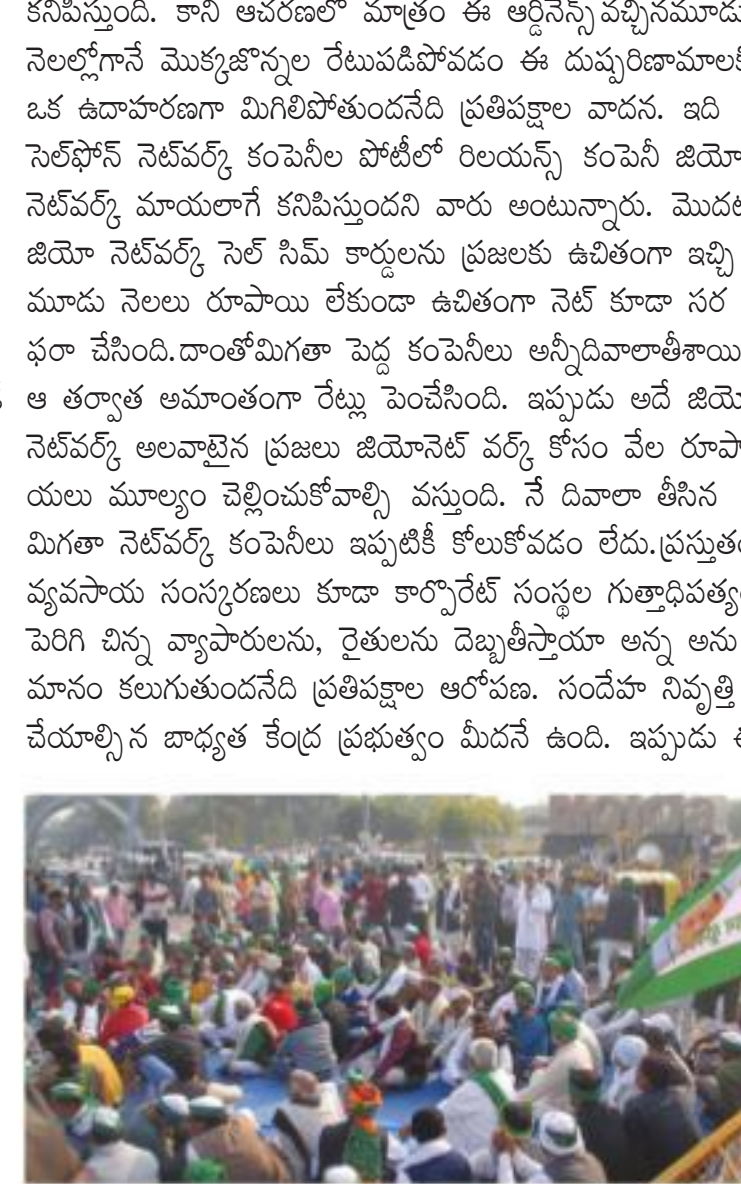 కనిపిస్తుంది. కాని ఆచరణలో మాత్రం ఈ ఆర్డినెన్స్ వచ్చినమూడు
నెలల్లోగానే మొక్కజొన్నల రేటుపడిపోవడం ఈ దుష్పరిణామాలకి
ఒక ఉదాహరణగా మిగిలిపోతుందనేది ప్రతిపక్షాల వాదన. ఇది
సెల్‌ఫోన్ నెట్‌వర్క్ కంపెనీల పోటీలో రిలయన్స్ కంపెనీ జియో
నెట్‌వర్క్ మాయలాగే కనిపిస్తుందని వారు అంటున్నారు. మొదట
జియో నెట్‌వర్క్ సెల్ సిమ్ కార్డులను ప్రజలకు ఉచితంగా ఇచ్చి
మూడు నెలలు రూపాయి లేకుండా ఉచితంగా నెట్ కూడా సర
ఫరా చేసింది.దాంతోమిగతా పెద్ద కంపెనీలు అన్నీదివాలాతీశాయి
ఆ తర్వాత అమాంతంగా రేట్లు పెంచేసింది. ఇప్పుడు అదే జియో
నెట్‌వర్క్ అలవాటైన ప్రజలు జియోనెట్ వర్క్ కోసం వేల రూపా
యలు మూల్యం చెల్లించుకోవాల్సి వస్తుంది. నే దివాలా తీసిన
మిగతా నెట్‌వర్క్ కంపెనీలు ఇప్పటికీ కోలుకోవడం లేదు.ప్రస్తుతం
వ్యవసాయ సంస్కరణలు కూడా కార్పొరేట్ సంస్థల గుత్తాధిపత్యం
పెరిగి చిన్న వ్యాపారులను, రైతులను దెబ్బతీస్తాయా అన్న అను
మానం కలుగుతుందనేది ప్రతిపక్షాల ఆరోపణ. సందేహ నివృత్తి
చేయాల్సిన బాధ్యత కేంద్ర ప్రభుత్వం మీదనే ఉంది. ఇప్పుడు ఈ